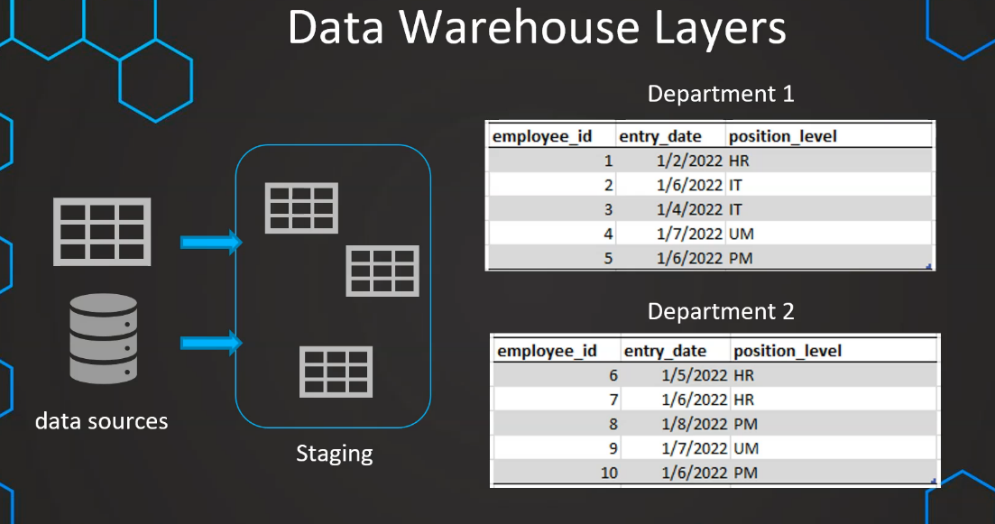 Data Warehouse Layers
Department 1
employee_id entry_date position_level
1 1/2/2022 HR
2 1/6/2022 IT
3 1/4/2022 IT
4 1/7/2022 UM
5 1/6/2022 PM
Department 2
employee_id entry_date position_level
6 1/5/2022 HR
7 1/6/2022 HR
8 1/8/2022 PM
9 1/7/2022 UM
10 1/6/2022 PM
data sources
Staging